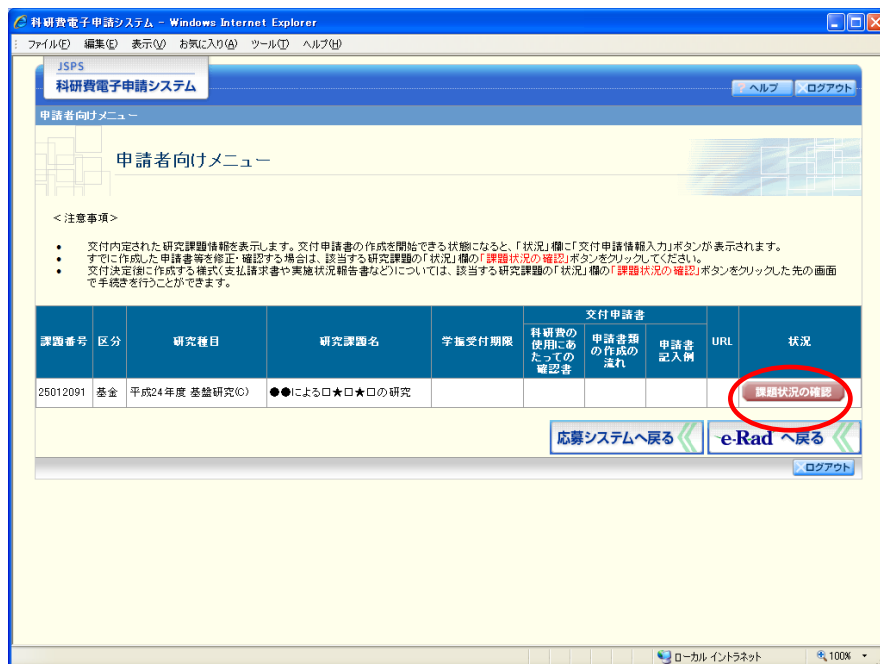 科研費電子申請システム - Windows Internet Explorer
ファイル(F) 編集(E) 表示(V) お気に入り(A) ツール(T) ヘルプ(H)
JSPS
科研費電子申請システム
? ヘルプ
×ログアウト
申請者向けメニュー
申請者向けメニュー
<注意事項>
• 交付内定された研究課題情報を表示します。交付申請書の作成を開始できる状態になると、「状況」欄に「交付申請情報入力」ボタンが表示されます。
• すでに作成した申請書等を修正・確認する場合は、該当する研究課題の「状況」欄の「課題状況の確認」ボタンをクリックしてください。
• 交付決定後に作成する様式(支払請求書や実施状況報告書など)については、該当する研究課題の「状況」欄の「課題状況の確認」ボタンをクリックした先の画面
で手続きを行うことができます。
交付申請書
課題番号 区分 研究種目 研究課題名 学振受付期限 科研費の使用にあたっての確認書 申請書類の作成の流れ 申請書記入例 URL 状況
25012091 基金 平成24年度 基盤研究(C) ●●による□★□★□の研究 課題状況の確認
応募システムへ戻る
e-Rad へ戻る
×ログアウト
ローカル イントラネット
100%